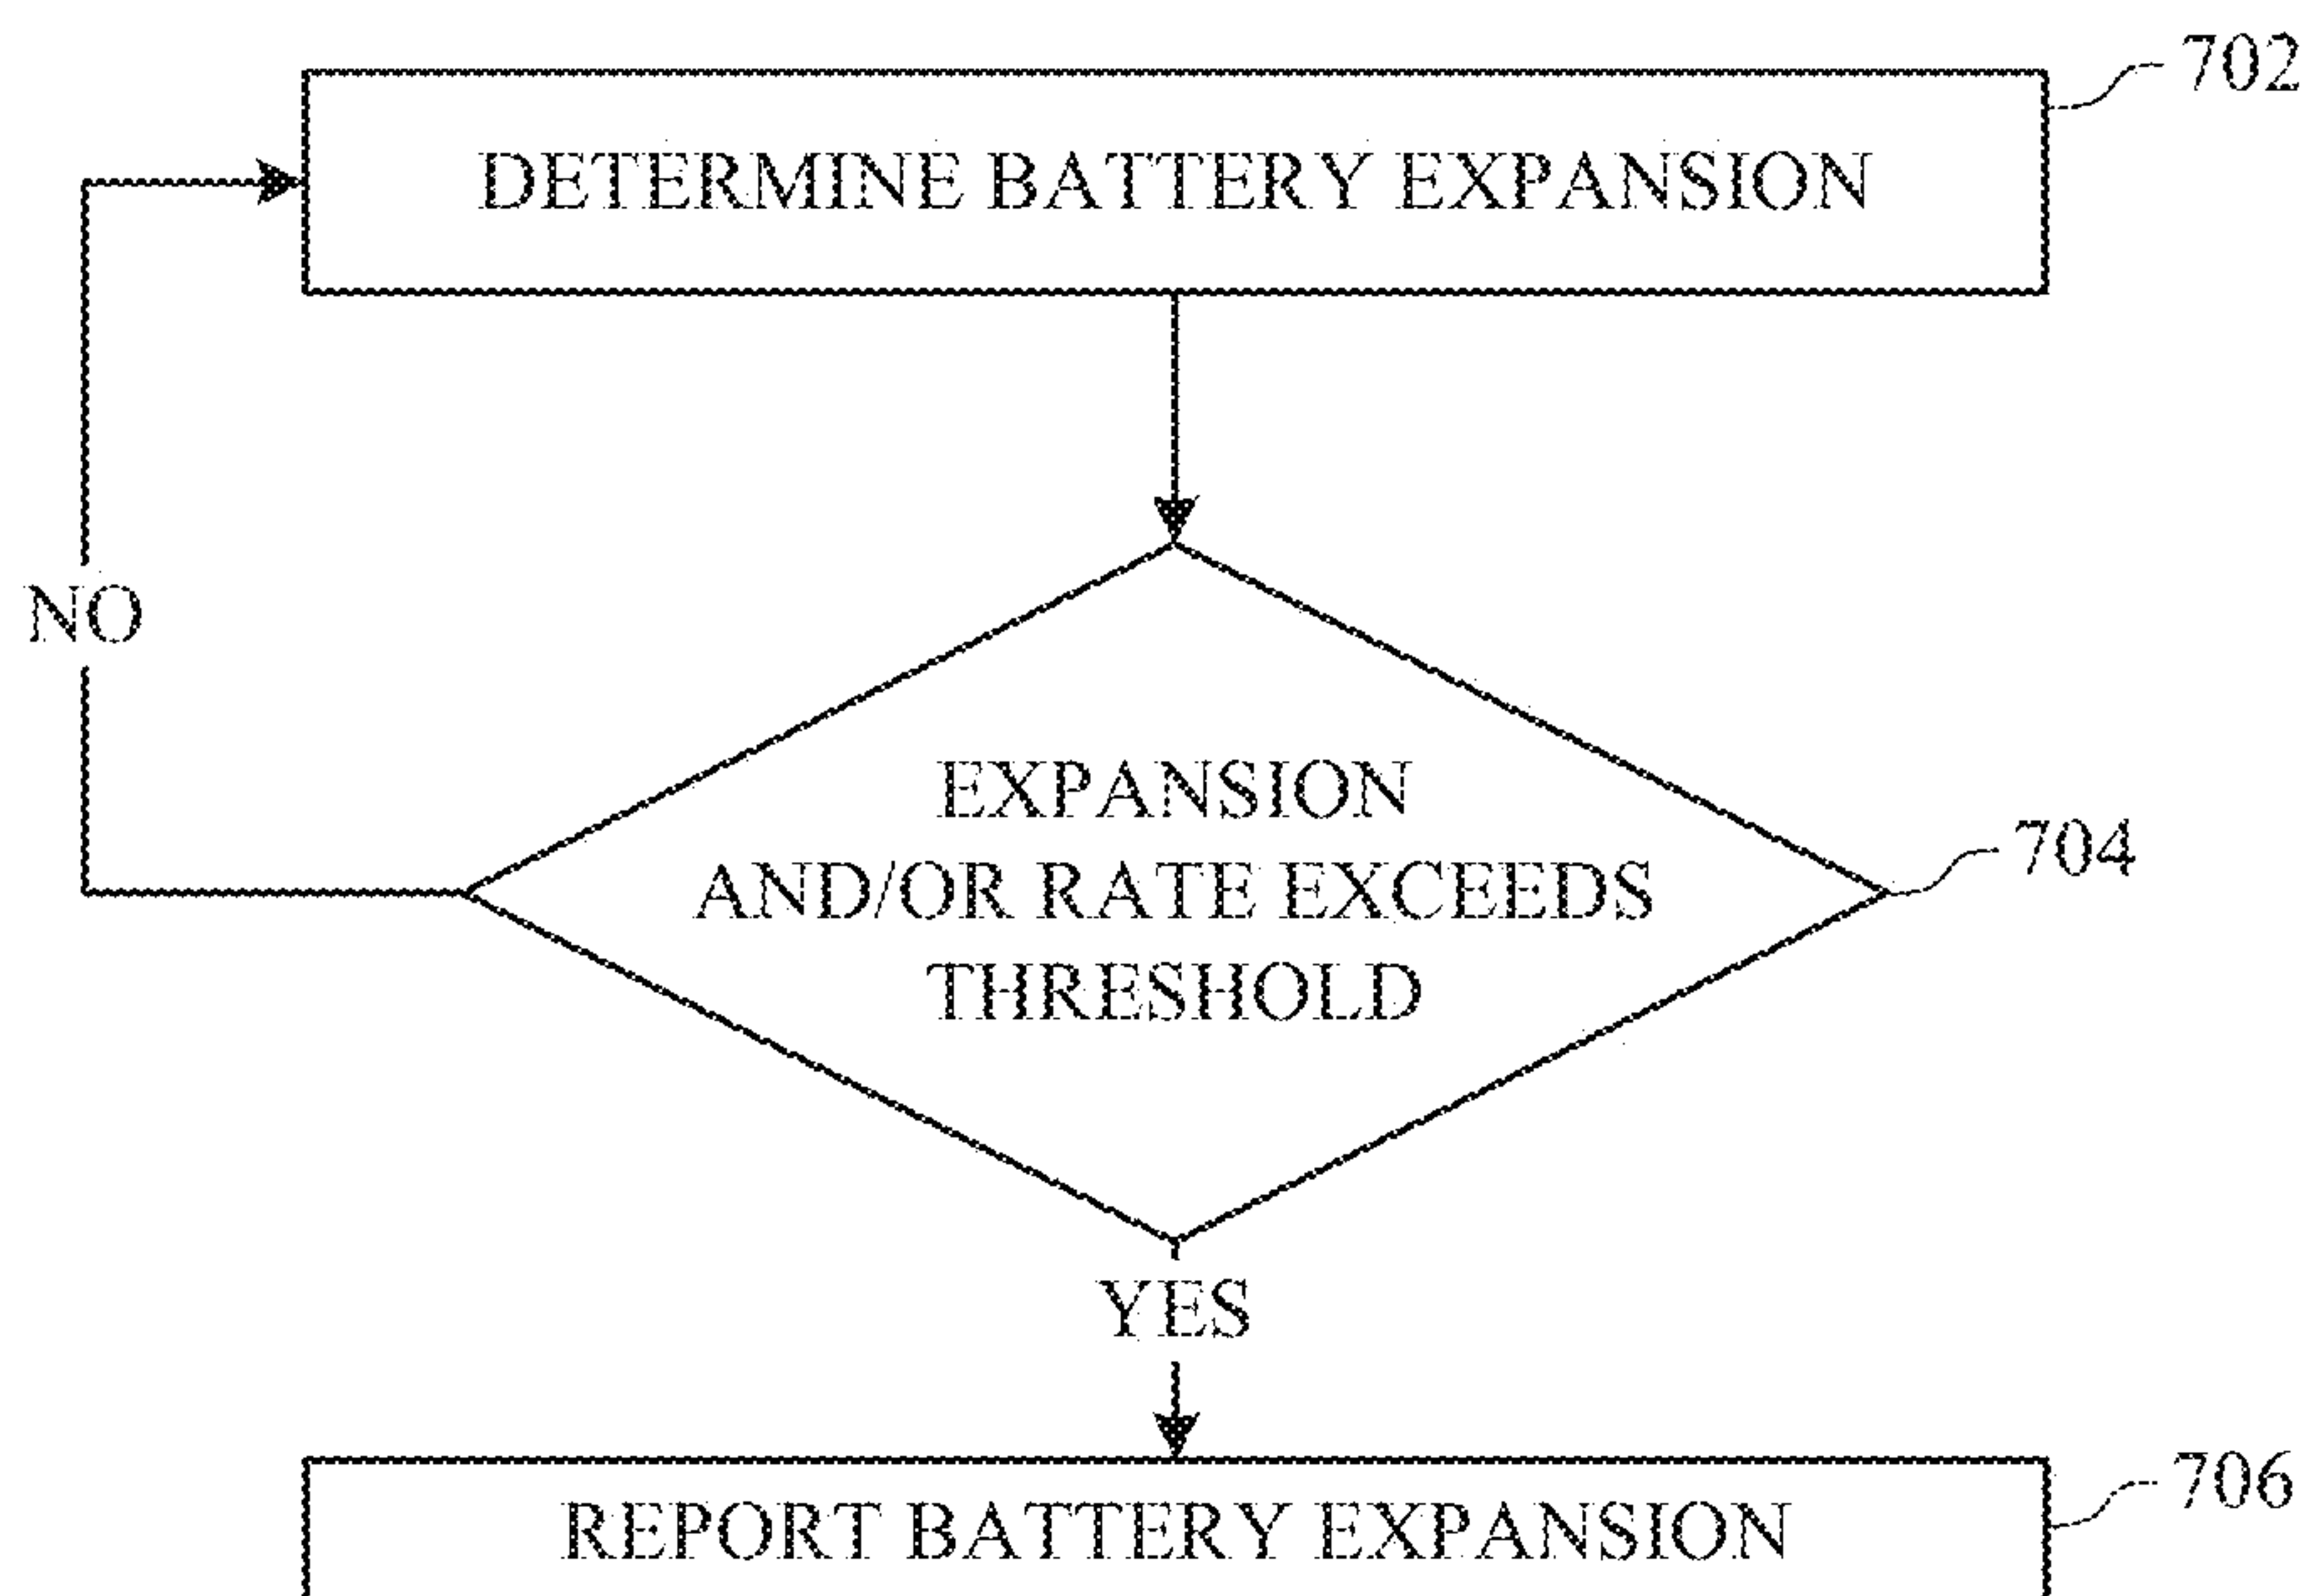 702
DETERMINE BATTERY EXPANSION
NO
EXPANSION
AND/OR RATE EXCEEDS
THRESHOLD
704
YES
706
REPORT BATTERY EXPANSION